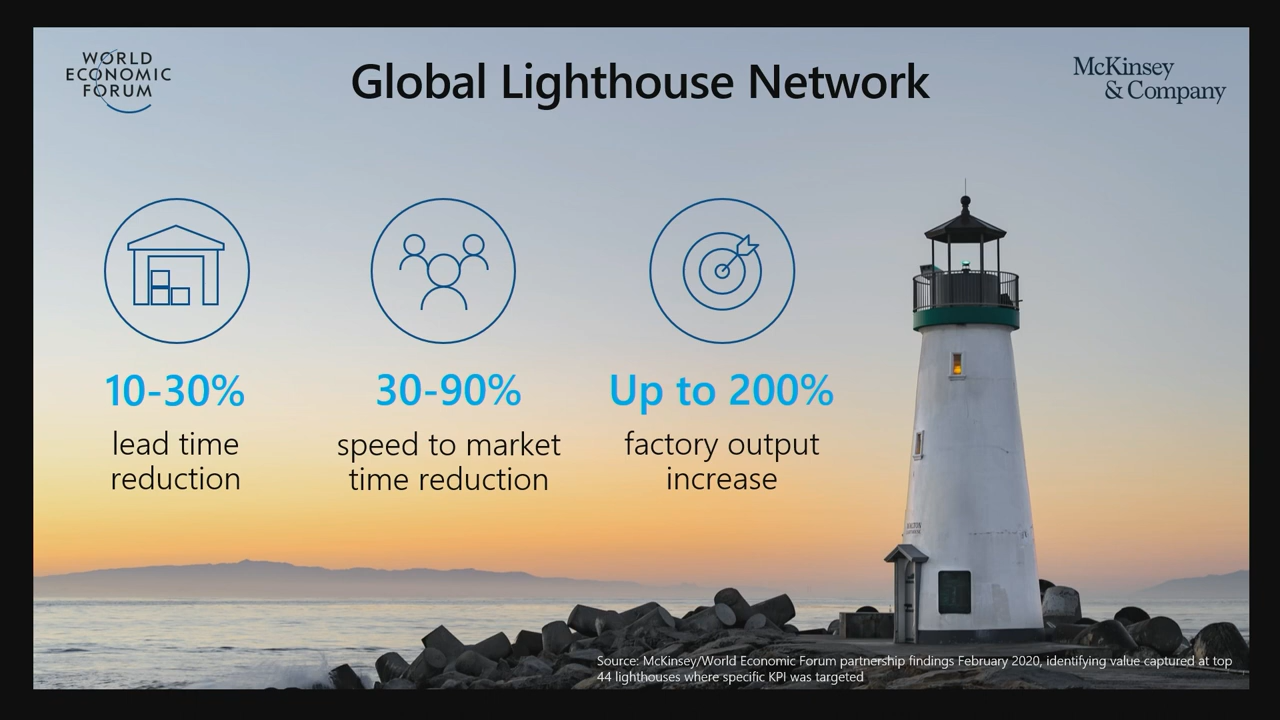 WORLD
ECONOMIC
FORUM
Global Lighthouse Network
McKinsey
& Company
10-30%
lead time
reduction
30-90%
speed to market
time reduction
Up to 200%
factory output
increase
Source: McKinsey/World Economic Forum partnership findings February 2020, identifying value captured at top
44 lighthouses where specific KPI was targeted